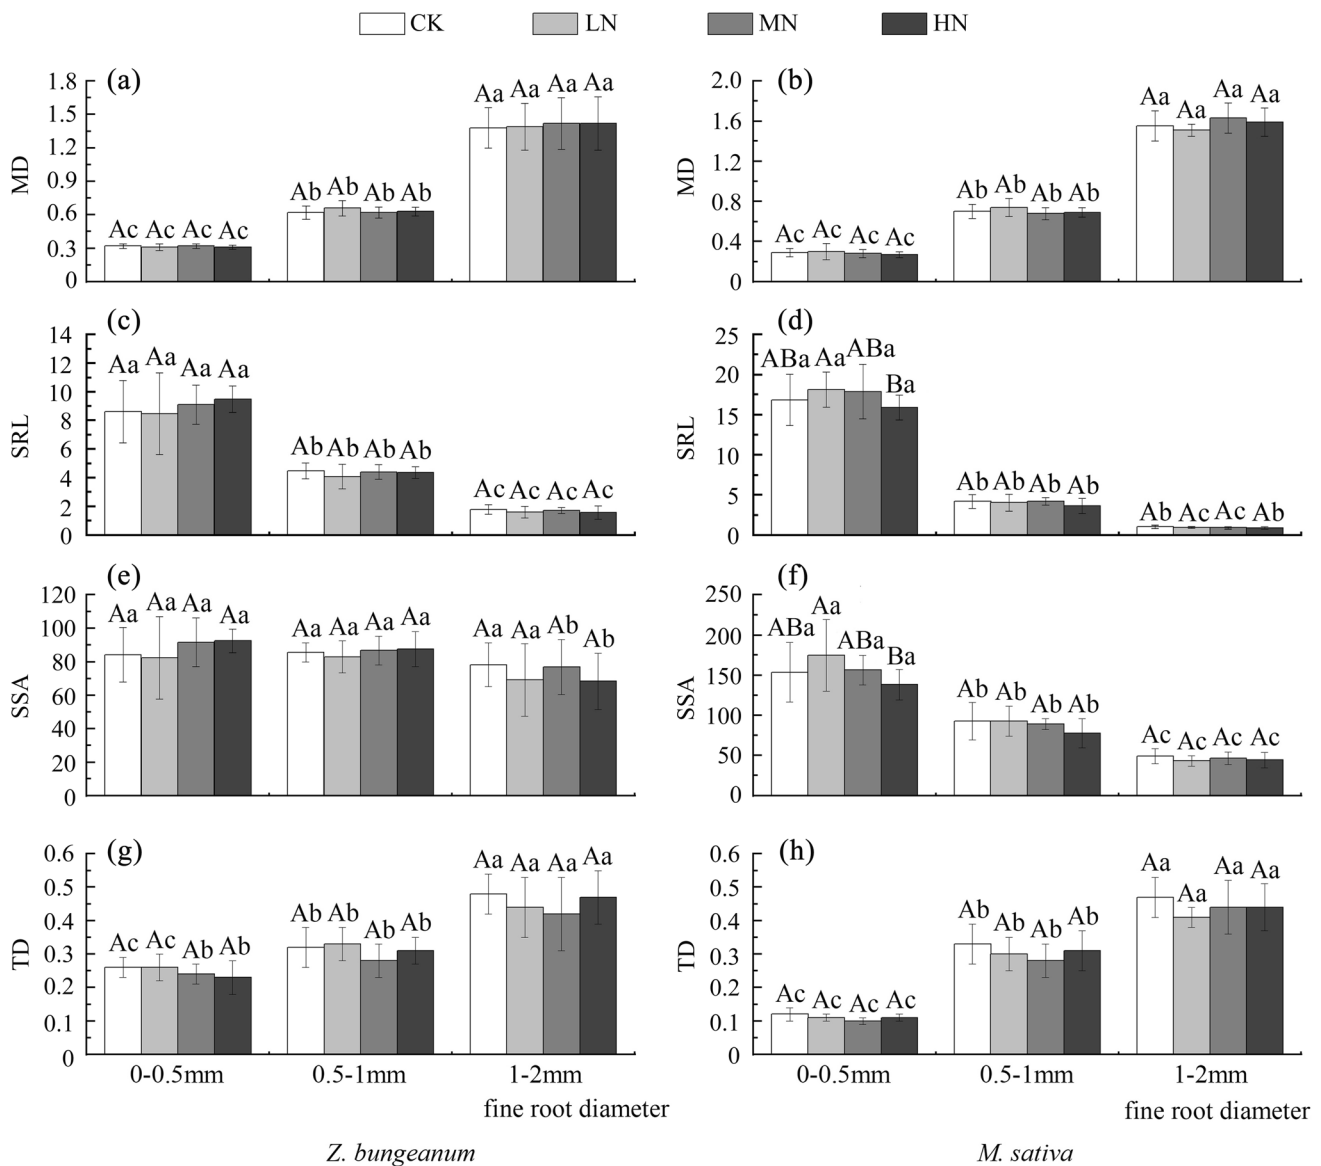 CK LN MN HN
(a) (b)
MD
1.8
1.5
1.2
0.9
0.6
0.3
0
Ac Ac Ac Ac
Ab Ab Ab Ab
Aa Aa Aa Aa
MD
2.0
1.6
1.2
0.8
0.4
0
Ac Ac Ac Ac
Ab Ab Ab Ab
Aa Aa Aa Aa
(c) (d)
SRL
14
12
10
8
6
4
2
0
Aa Aa Aa Aa
Ab Ab Ab Ab
Ac Ac Ac Ac
SRL
25
20
15
10
5
0
ABa Aa ABa Ba
Ab Ab Ab Ab
Ab Ac Ac Ab
(e) (f)
SSA
120
100
80
60
40
20
0
Aa Aa Aa Aa
Aa Aa Aa Aa
Aa Aa Ab Ab
SSA
250
200
150
100
50
0
ABa Aa ABa Ba
Ab Ab Ab Ab
Ac Ac Ac Ac
(g) (h)
TD
0.6
0.5
0.4
0.3
0.2
0.1
0
Ac Ac Ab Ab
Ab Ab Ab Ab
Aa Aa Aa Aa
TD
0.6
0.5
0.4
0.3
0.2
0.1
0
Ac Ac Ac Ac
Ab Ab Ab Ab
Aa Aa Aa Aa
0-0.5mm 0.5-1mm 1-2mm
0-0.5mm 0.5-1mm 1-2mm
fine root diameter
fine root diameter
Z. bungeanum
M. sativa